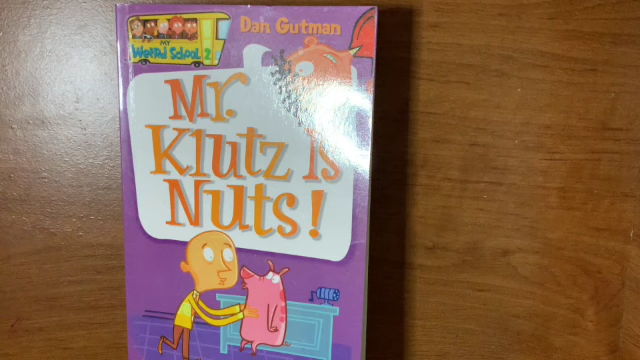 MY
Weird School 2
Dan Gutman
Mr.
Klutz Is
Nuts!